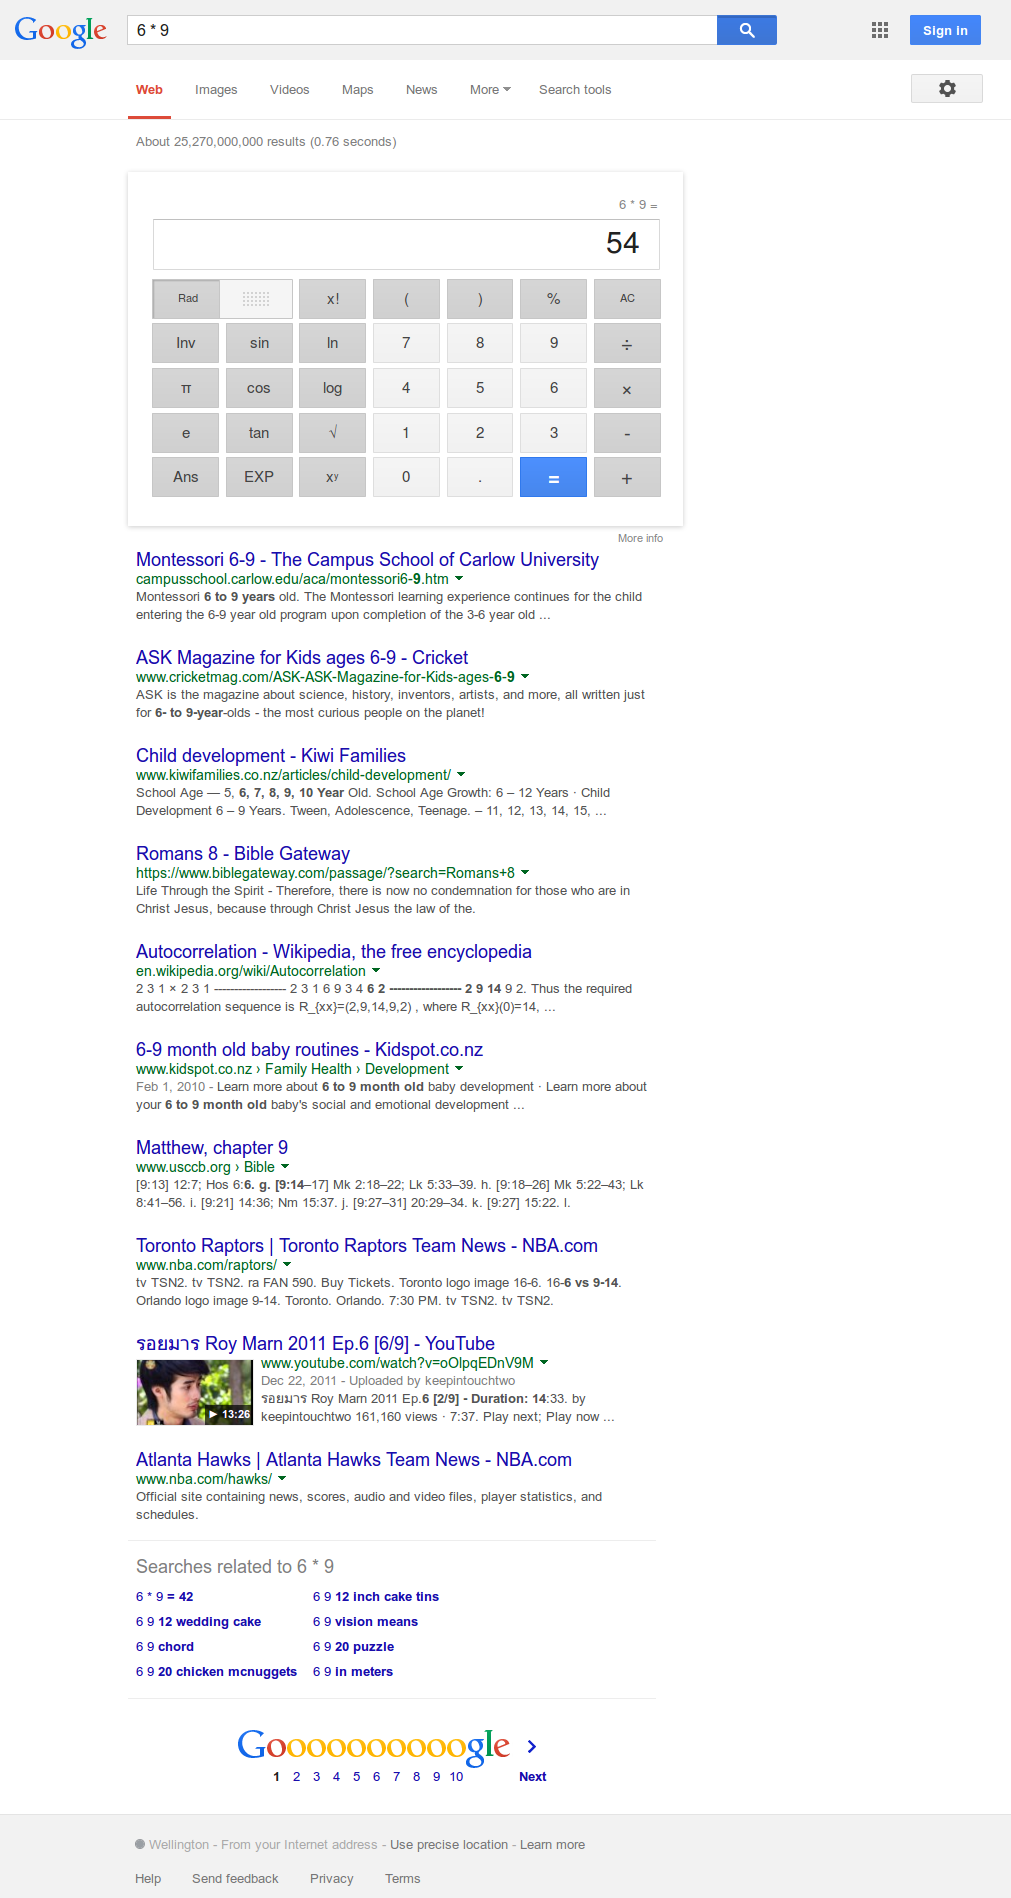 Google 6 * 9 Sign in
Web Images Videos Maps News More Search tools
About 25,270,000,000 results (0.76 seconds)
6 * 9 =
54
Rad x! ( ) % AC
Inv sin ln 7 8 9 ÷
π cos log 4 5 6 ×
e tan √ 1 2 3 -
Ans EXP xy 0 . = +
More info
Montessori 6-9 - The Campus School of Carlow University
campusschool.carlow.edu/aca/montessori6-9.htm
Montessori 6 to 9 years old. The Montessori learning experience continues for the child
entering the 6-9 year old program upon completion of the 3-6 year old ...
ASK Magazine for Kids ages 6-9 - Cricket
www.cricketmag.com/ASK-ASK-Magazine-for-Kids-ages-6-9
ASK is the magazine about science, history, inventors, artists, and more, all written just
for 6- to 9-year-olds - the most curious people on the planet!
Child development - Kiwi Families
www.kiwifamilies.co.nz/articles/child-development/
School Age — 5, 6, 7, 8, 9, 10 Year Old. School Age Growth: 6 – 12 Years · Child
Development 6 – 9 Years. Tween, Adolescence, Teenage. – 11, 12, 13, 14, 15, ...
Romans 8 - Bible Gateway
https://www.biblegateway.com/passage/?search=Romans+8
Life Through the Spirit - Therefore, there is now no condemnation for those who are in
Christ Jesus, because through Christ Jesus the law of the.
Autocorrelation - Wikipedia, the free encyclopedia
en.wikipedia.org/wiki/Autocorrelation
2 3 1 × 2 3 1 ------------------ 2 3 1 6 9 3 4 6 2 ------------------ 2 9 14 9 2. Thus the required
autocorrelation sequence is R_{xx}=(2,9,14,9,2) , where R_{xx}(0)=14, ...
6-9 month old baby routines - Kidspot.co.nz
www.kidspot.co.nz › Family Health › Development
Feb 1, 2010 - Learn more about 6 to 9 month old baby development · Learn more about
your 6 to 9 month old baby's social and emotional development ...
Matthew, chapter 9
www.usccb.org › Bible
[9:13] 12:7; Hos 6:6. g. [9:14–17] Mk 2:18–22; Lk 5:33–39. h. [9:18–26] Mk 5:22–43; Lk
8:41–56. i. [9:21] 14:36; Nm 15:37. j. [9:27–31] 20:29–34. k. [9:27] 15:22. l.
Toronto Raptors | Toronto Raptors Team News - NBA.com
www.nba.com/raptors/
tv TSN2. tv TSN2. ra FAN 590. Buy Tickets. Toronto logo image 16-6. 16-6 vs 9-14.
Orlando logo image 9-14. Toronto. Orlando. 7:30 PM. tv TSN2. tv TSN2.
รอยมาร Roy Marn 2011 Ep.6 [6/9] - YouTube
www.youtube.com/watch?v=oOlpqEDnV9M
Dec 22, 2011 - Uploaded by keepintouchtwo
รอยมาร Roy Marn 2011 Ep.6 [2/9] - Duration: 14:33. by
keepintouchtwo 161,160 views · 7:37. Play next; Play now ...
13:26
Atlanta Hawks | Atlanta Hawks Team News - NBA.com
www.nba.com/hawks/
Official site containing news, scores, audio and video files, player statistics, and
schedules.
Searches related to 6 * 9
6 * 9 = 42 6 9 12 inch cake tins
6 9 12 wedding cake 6 9 vision means
6 9 chord 6 9 20 puzzle
6 9 20 chicken mcnuggets 6 9 in meters
Goooooooooogle
1 2 3 4 5 6 7 8 9 10 Next
Wellington - From your Internet address - Use precise location - Learn more
Help Send feedback Privacy Terms